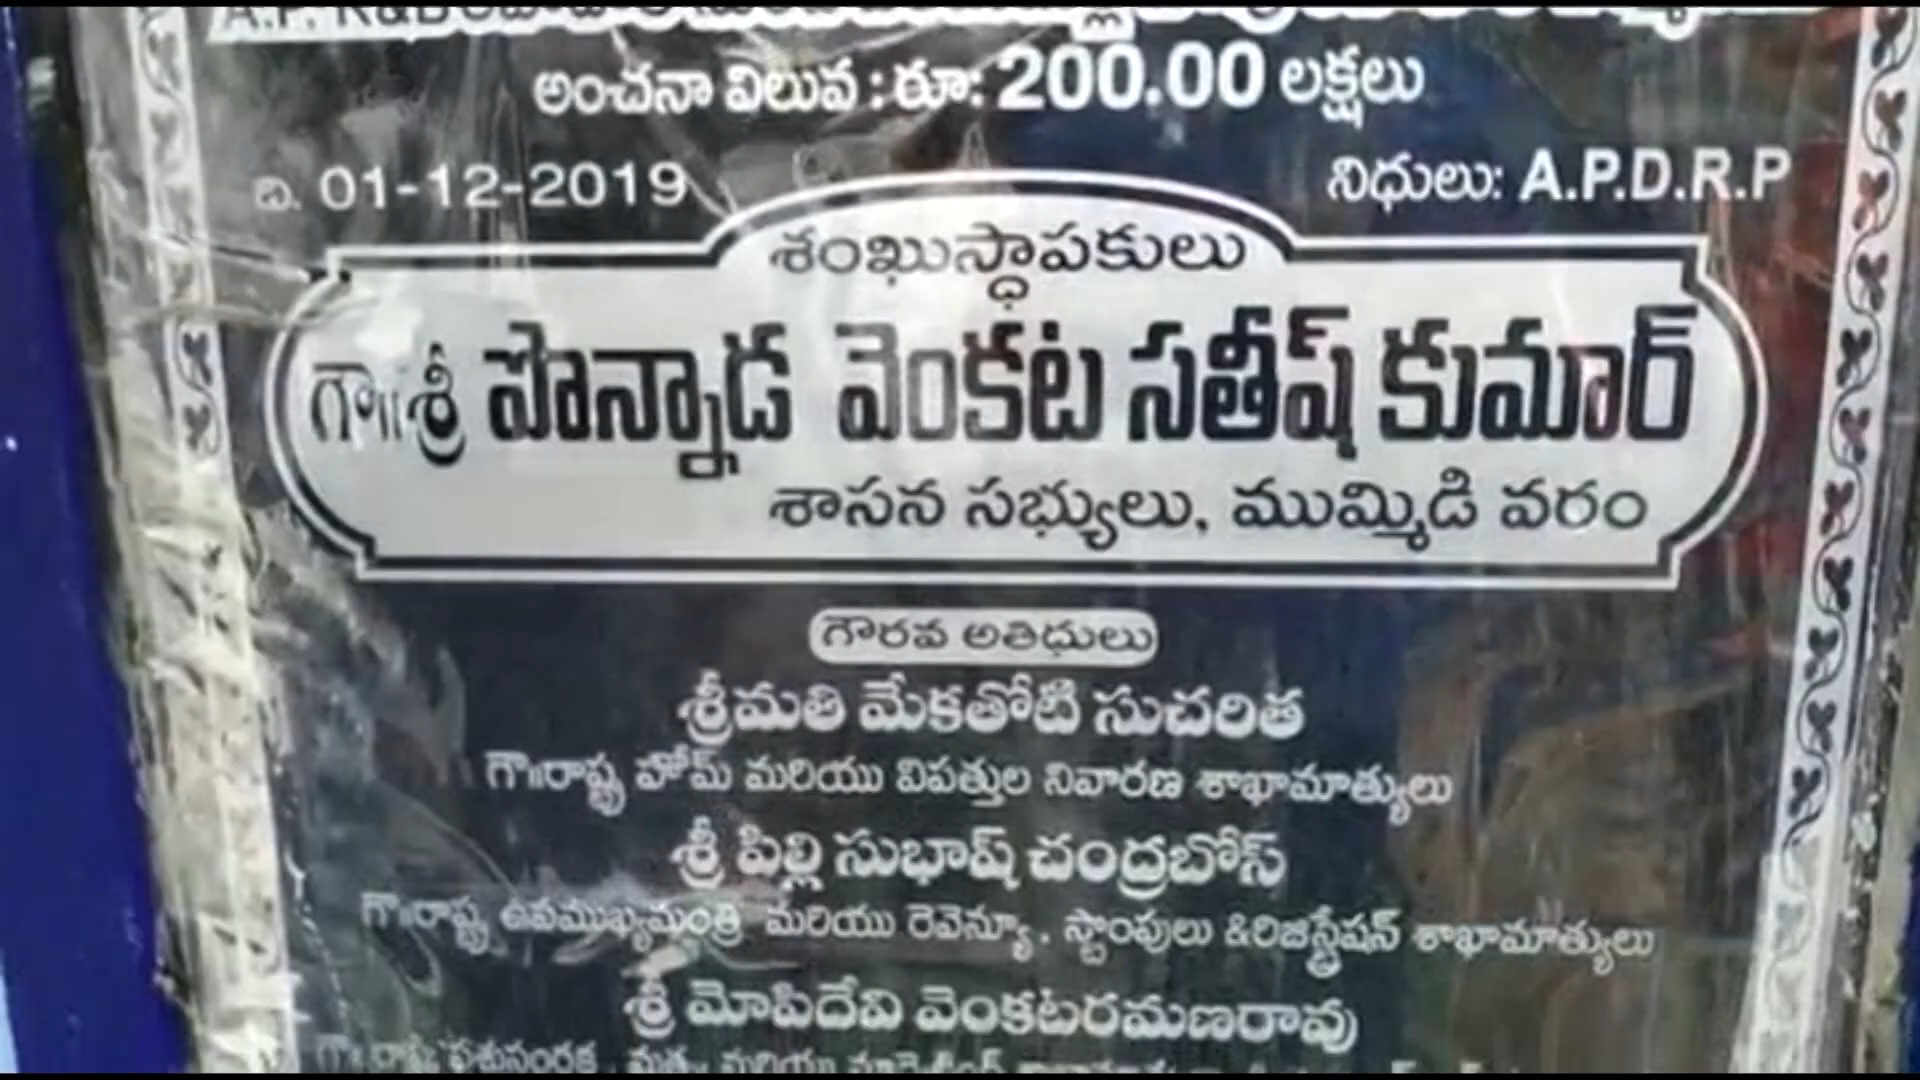 A.P. R&B
అంచనా విలువ : రూ: 200.00 లక్షలు
ది. 01-12-2019
నిధులు: A.P.D.R.P
శంఖుస్థాపకులు
గౌ॥శ్రీ పొన్నాడ వెంకట సతీష్ కుమార్
శాసన సభ్యులు, ముమ్మిడి వరం
గౌరవ అతిధులు
శ్రీమతి మేకతోటి సుచరిత
గౌ॥రాష్ట్ర హోమ్ మరియు విపత్తుల నివారణ శాఖామాత్యులు
శ్రీ పిల్లి సుభాష్ చంద్రబోస్
గౌ॥రాష్ట్ర ఉపముఖ్యమంత్రి మరియు రెవెన్యూ, స్టాంపులు &రిజిస్ట్రేషన్ శాఖామాత్యులు
శ్రీ మోపిదేవి వెంకటరమణరావు